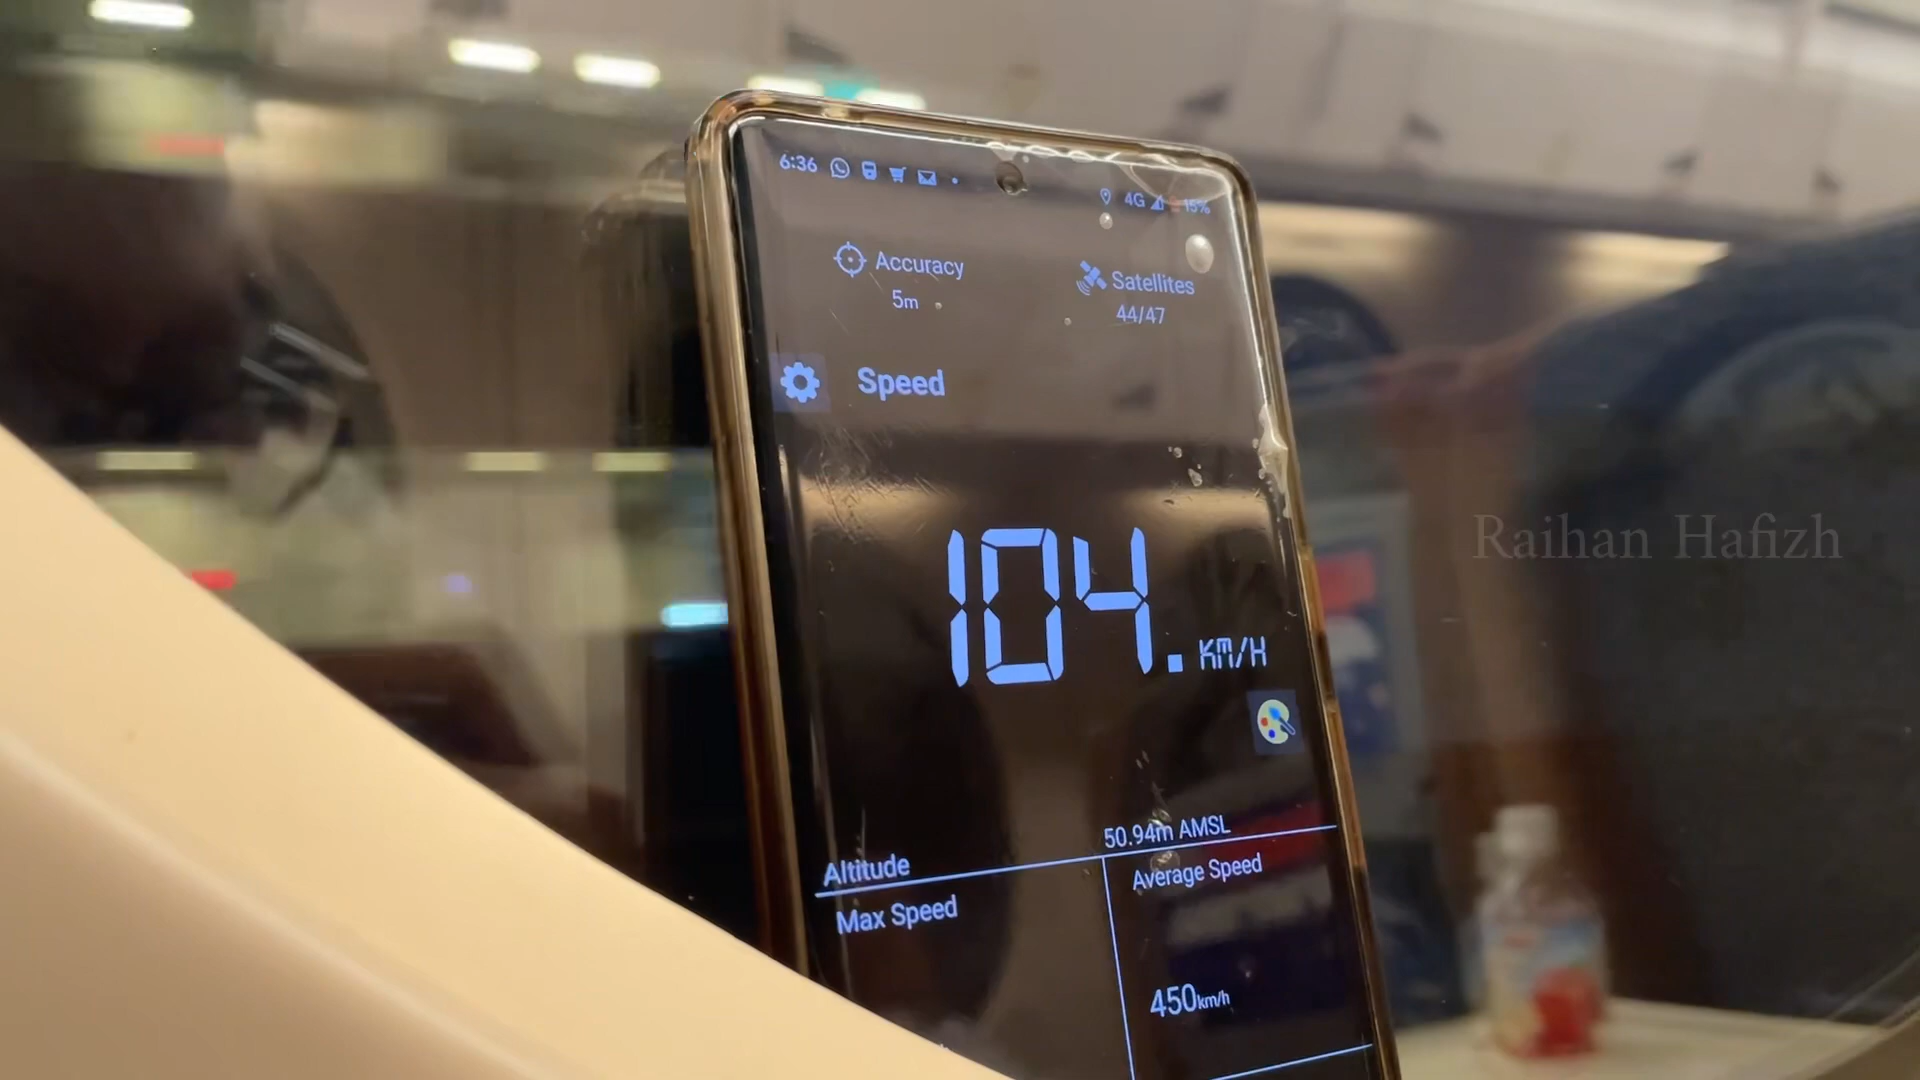 6:36
4G 15%
Accuracy
5m
Satellites
44/47
Speed
104. KM/H
Raihan Hafizh
50.94m AMSL
Altitude
Max Speed
Average Speed
450km/h